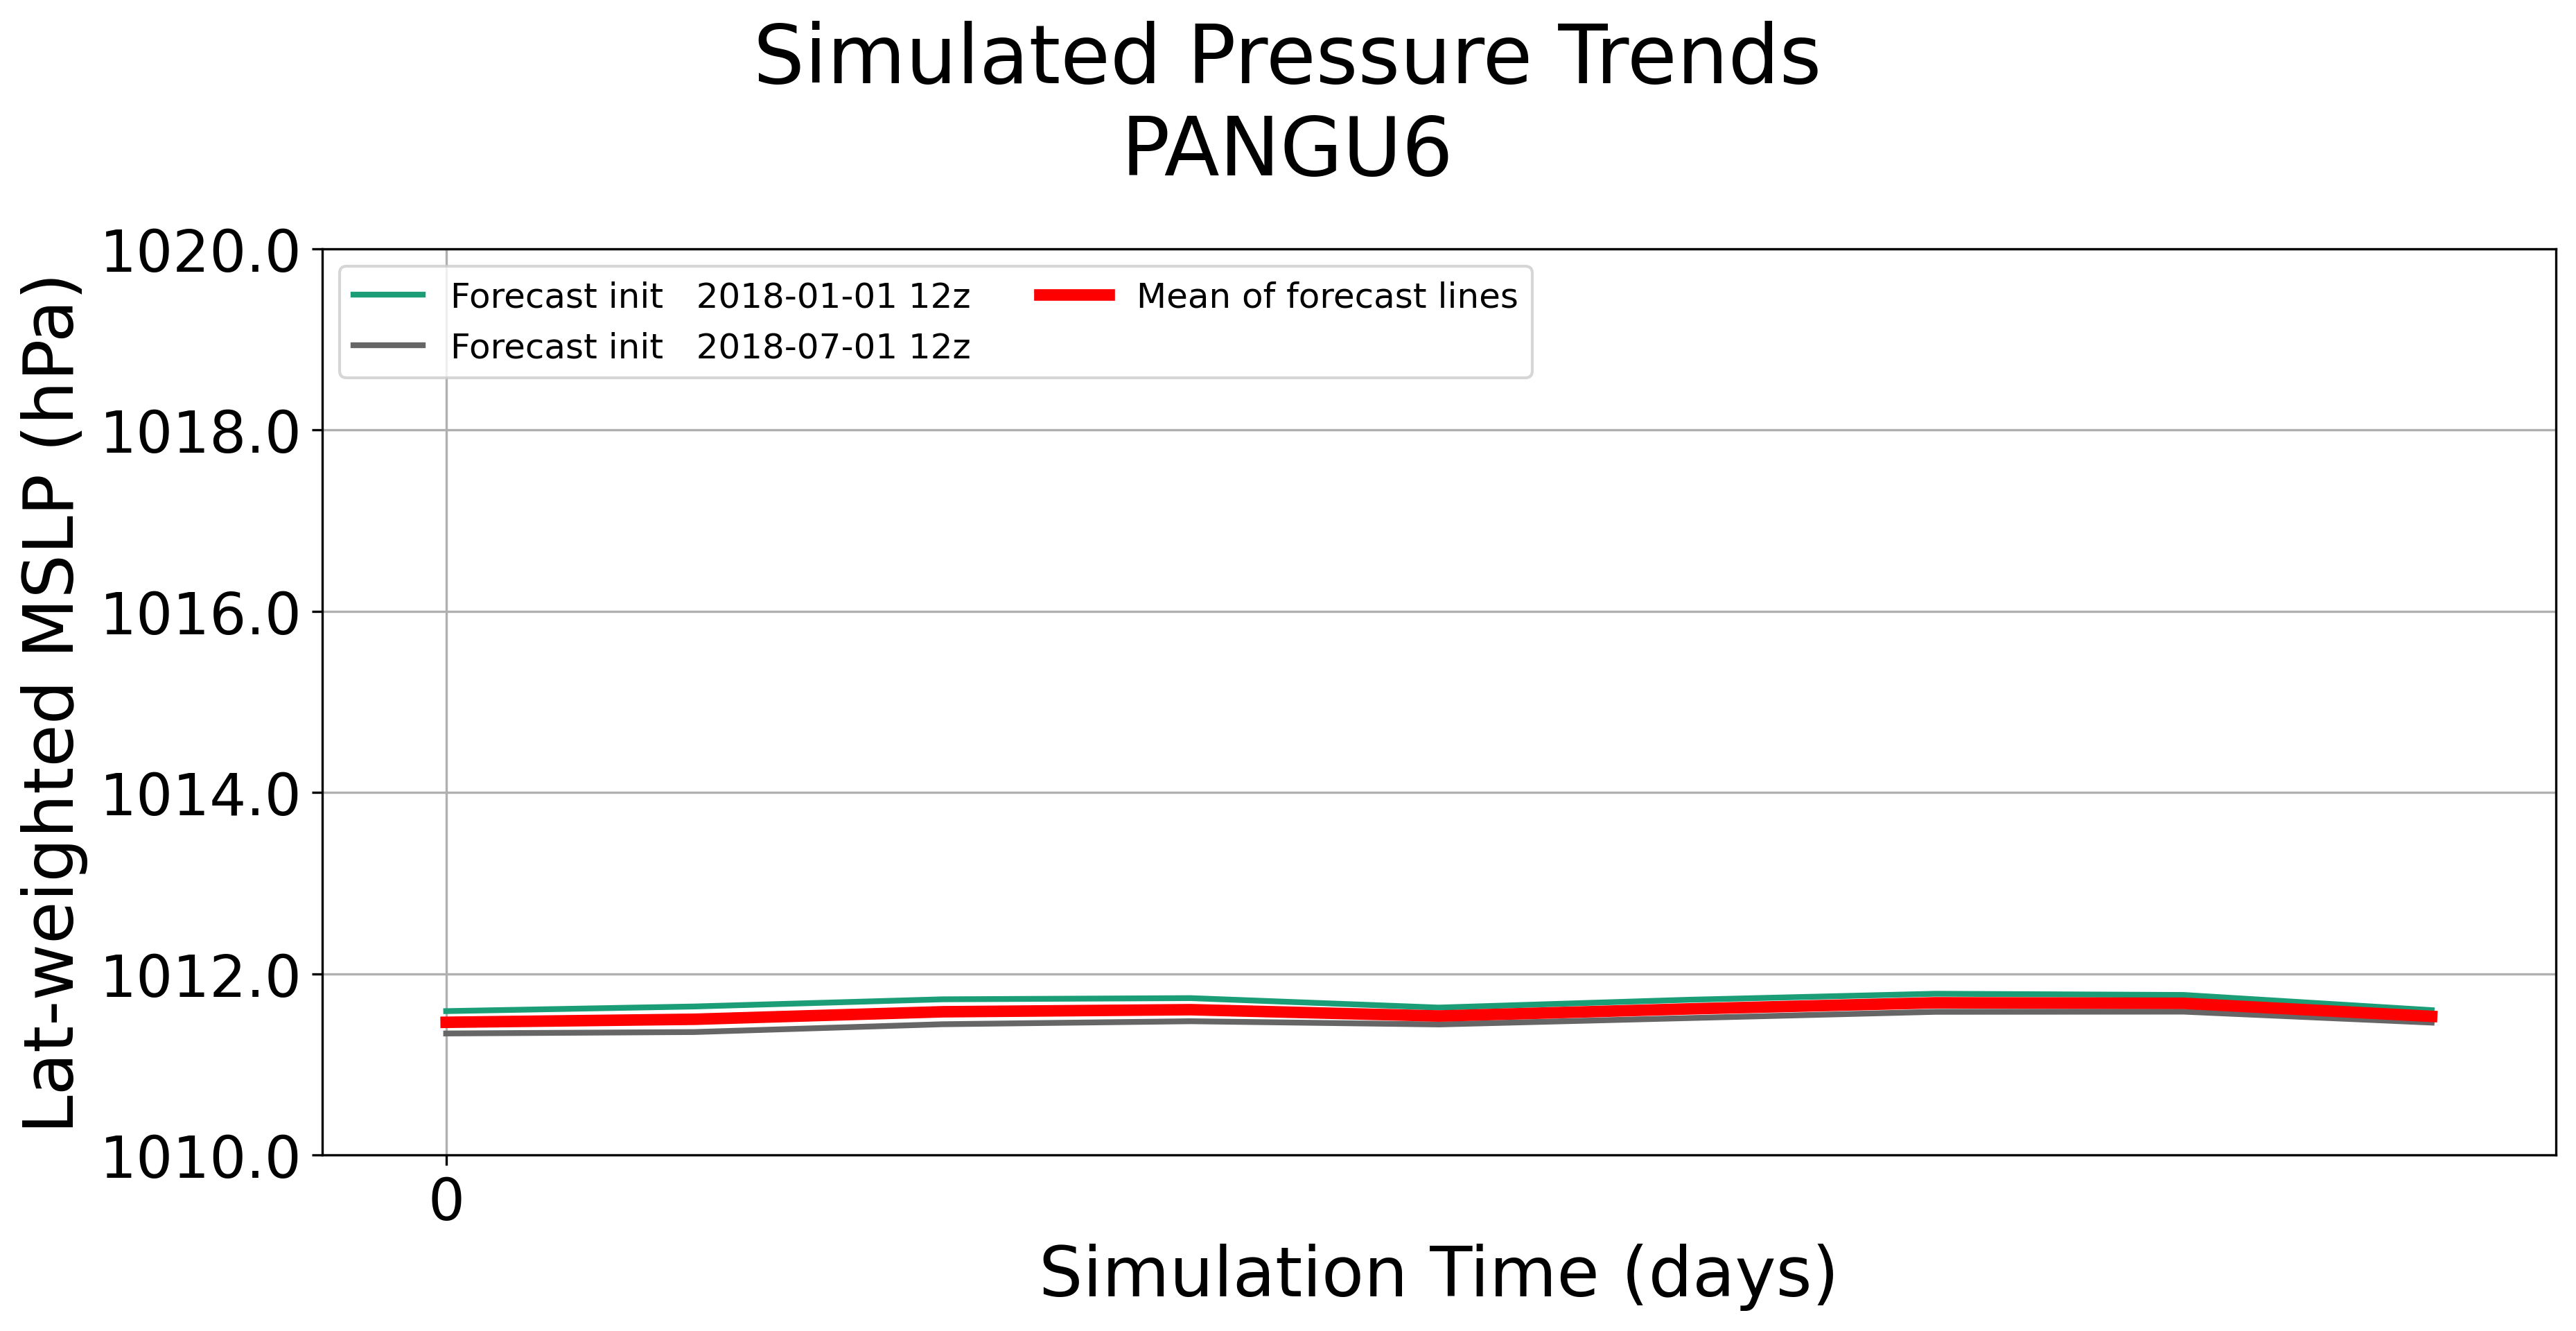 Simulated Pressure Trends
PANGU6
Lat-weighted MSLP (hPa)
1020.0
1018.0
1016.0
1014.0
1012.0
1010.0
Forecast init 2018-01-01 12z
Forecast init 2018-07-01 12z
Mean of forecast lines
0
Simulation Time (days)